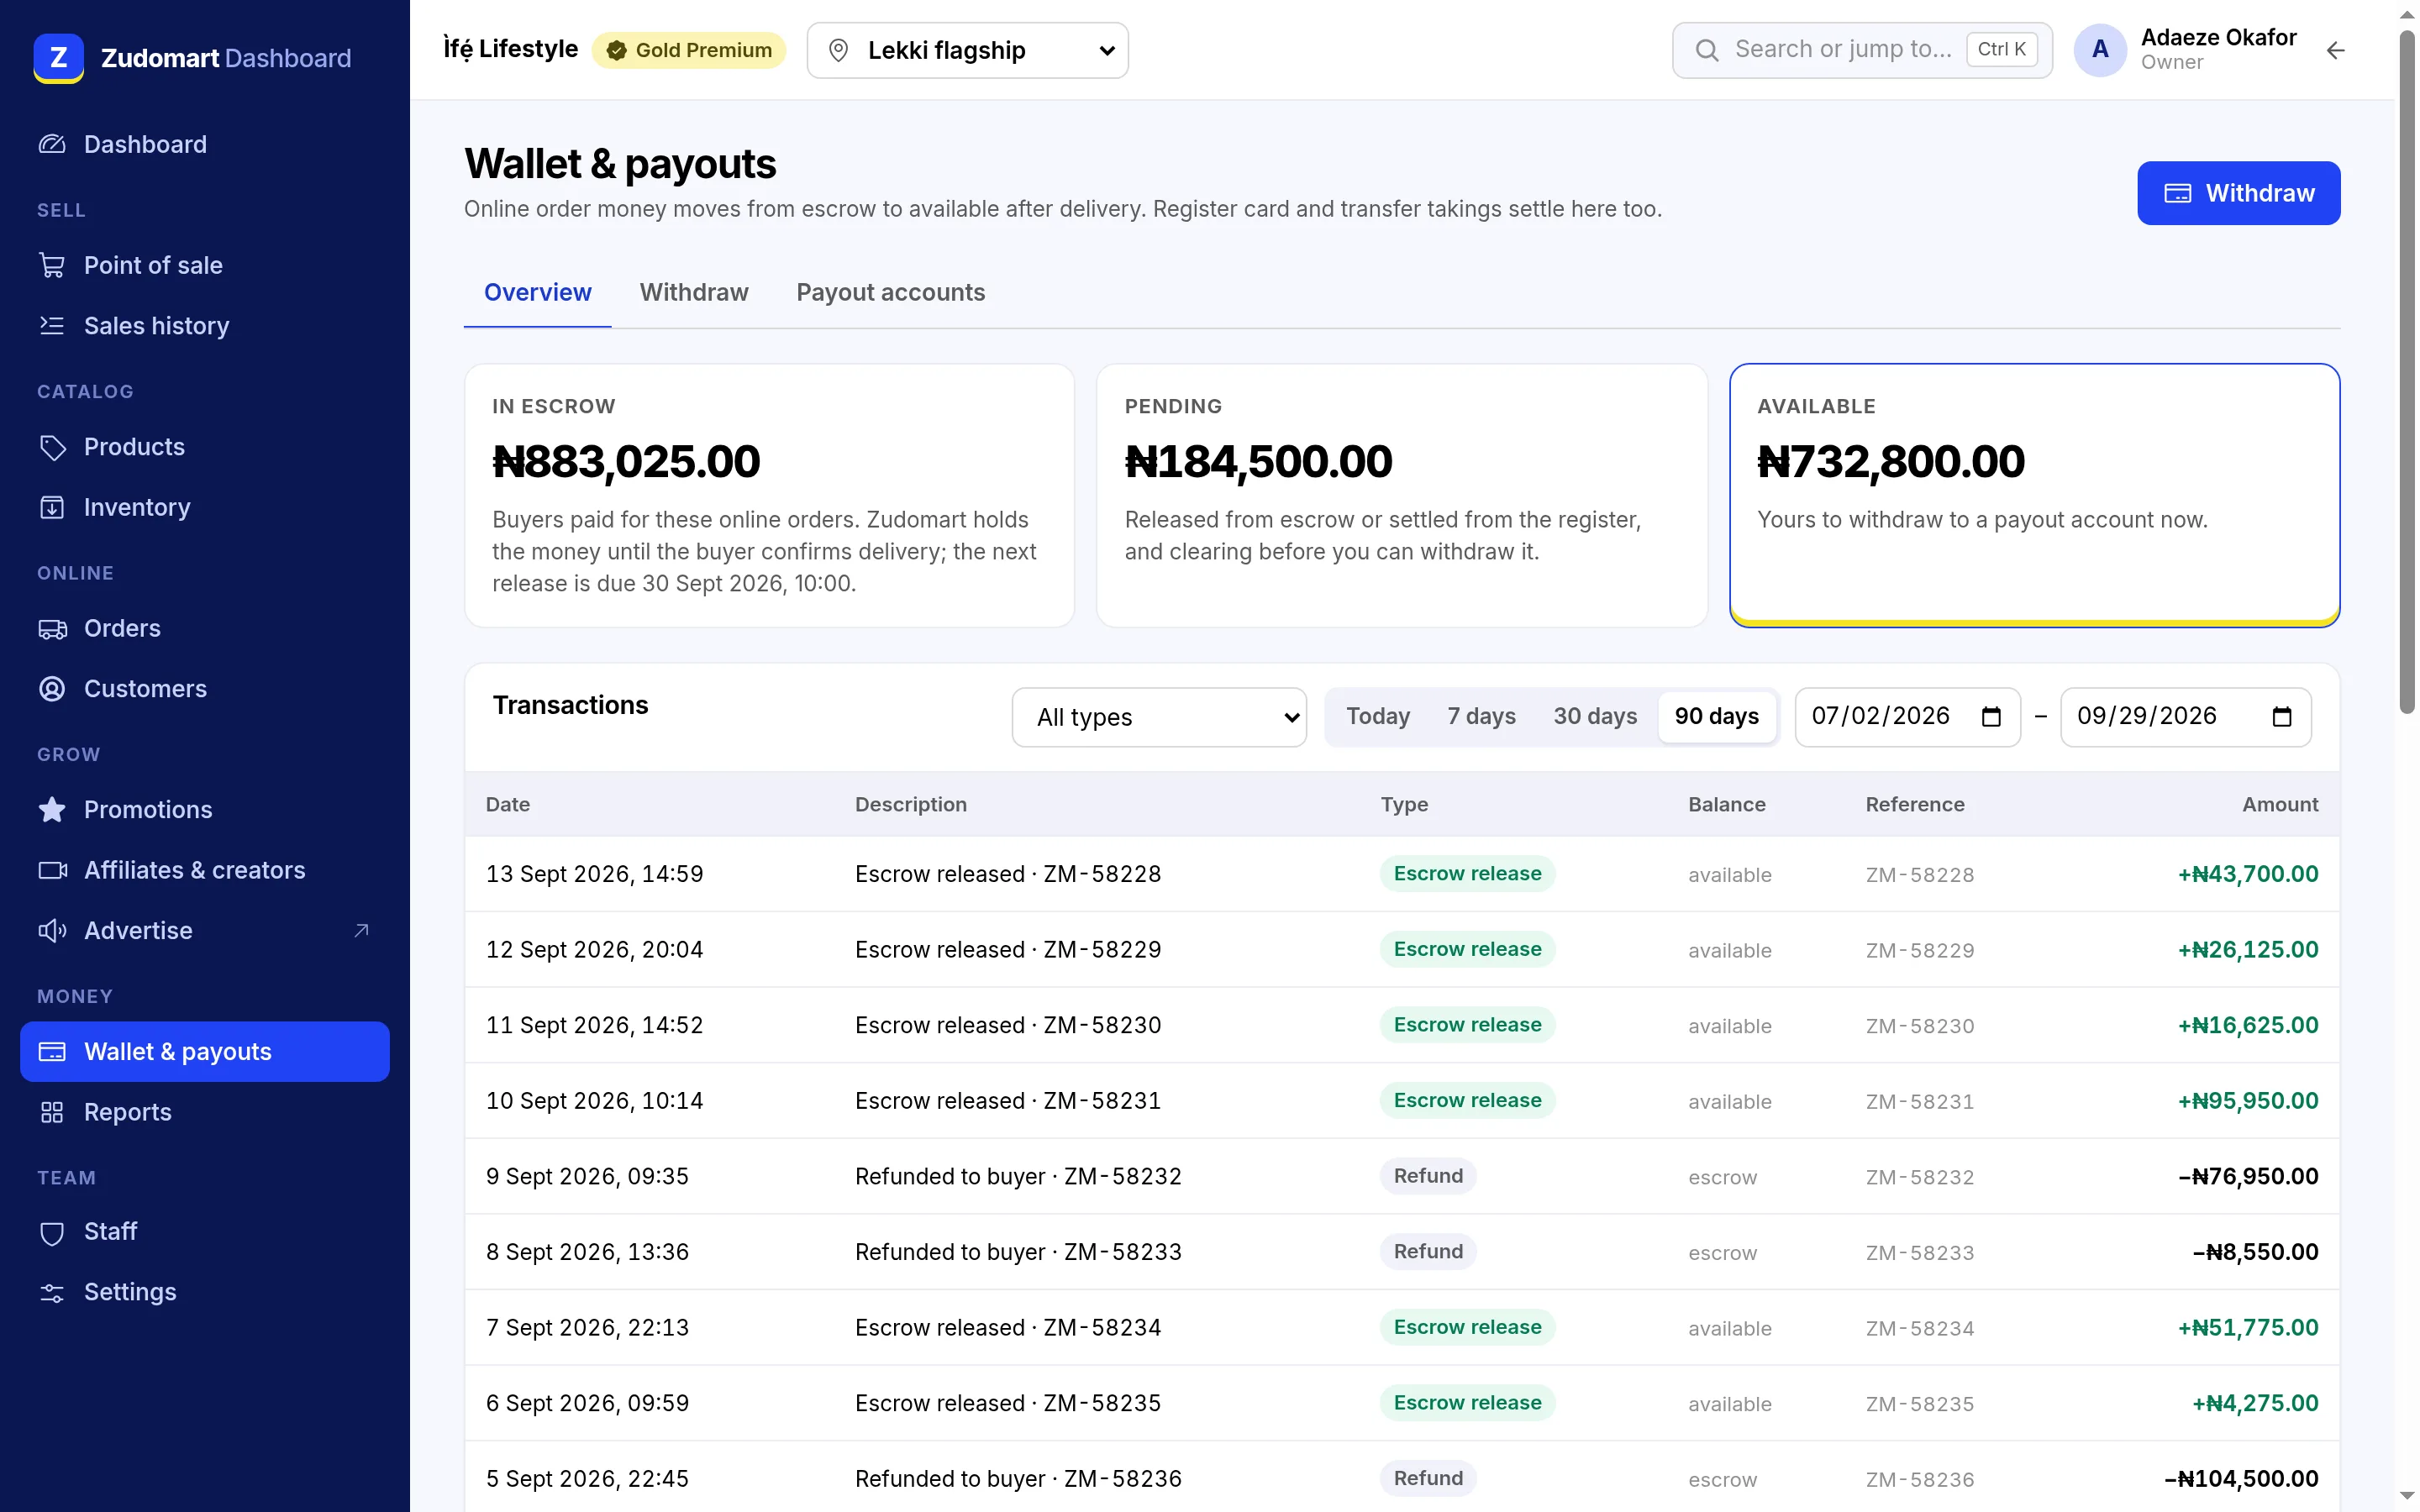 Z Zudomart Dashboard
Dashboard
SELL
Point of sale
Sales history
CATALOG
Products
Inventory
ONLINE
Orders
Customers
GROW
Promotions
Affiliates & creators
Advertise
MONEY
Wallet & payouts
Reports
TEAM
Staff
Settings
Ìfẹ́ Lifestyle Gold Premium Lekki flagship Search or jump to... Ctrl K A Adaeze Okafor
Owner
Wallet & payouts
Online order money moves from escrow to available after delivery. Register card and transfer takings settle here too.
Withdraw
Overview Withdraw Payout accounts
IN ESCROW
₦883,025.00
Buyers paid for these online orders. Zudomart holds
the money until the buyer confirms delivery; the next
release is due 30 Sept 2026, 10:00.
PENDING
₦184,500.00
Released from escrow or settled from the register,
and clearing before you can withdraw it.
AVAILABLE
₦732,800.00
Yours to withdraw to a payout account now.
Transactions All types Today 7 days 30 days 90 days 07/02/2026 – 09/29/2026
Date Description Type Balance Reference Amount
13 Sept 2026, 14:59 Escrow released · ZM-58228 Escrow release available ZM-58228 +₦43,700.00
12 Sept 2026, 20:04 Escrow released · ZM-58229 Escrow release available ZM-58229 +₦26,125.00
11 Sept 2026, 14:52 Escrow released · ZM-58230 Escrow release available ZM-58230 +₦16,625.00
10 Sept 2026, 10:14 Escrow released · ZM-58231 Escrow release available ZM-58231 +₦95,950.00
9 Sept 2026, 09:35 Refunded to buyer · ZM-58232 Refund escrow ZM-58232 −₦76,950.00
8 Sept 2026, 13:36 Refunded to buyer · ZM-58233 Refund escrow ZM-58233 −₦8,550.00
7 Sept 2026, 22:13 Escrow released · ZM-58234 Escrow release available ZM-58234 +₦51,775.00
6 Sept 2026, 09:59 Escrow released · ZM-58235 Escrow release available ZM-58235 +₦4,275.00
5 Sept 2026, 22:45 Refunded to buyer · ZM-58236 Refund escrow ZM-58236 −₦104,500.00